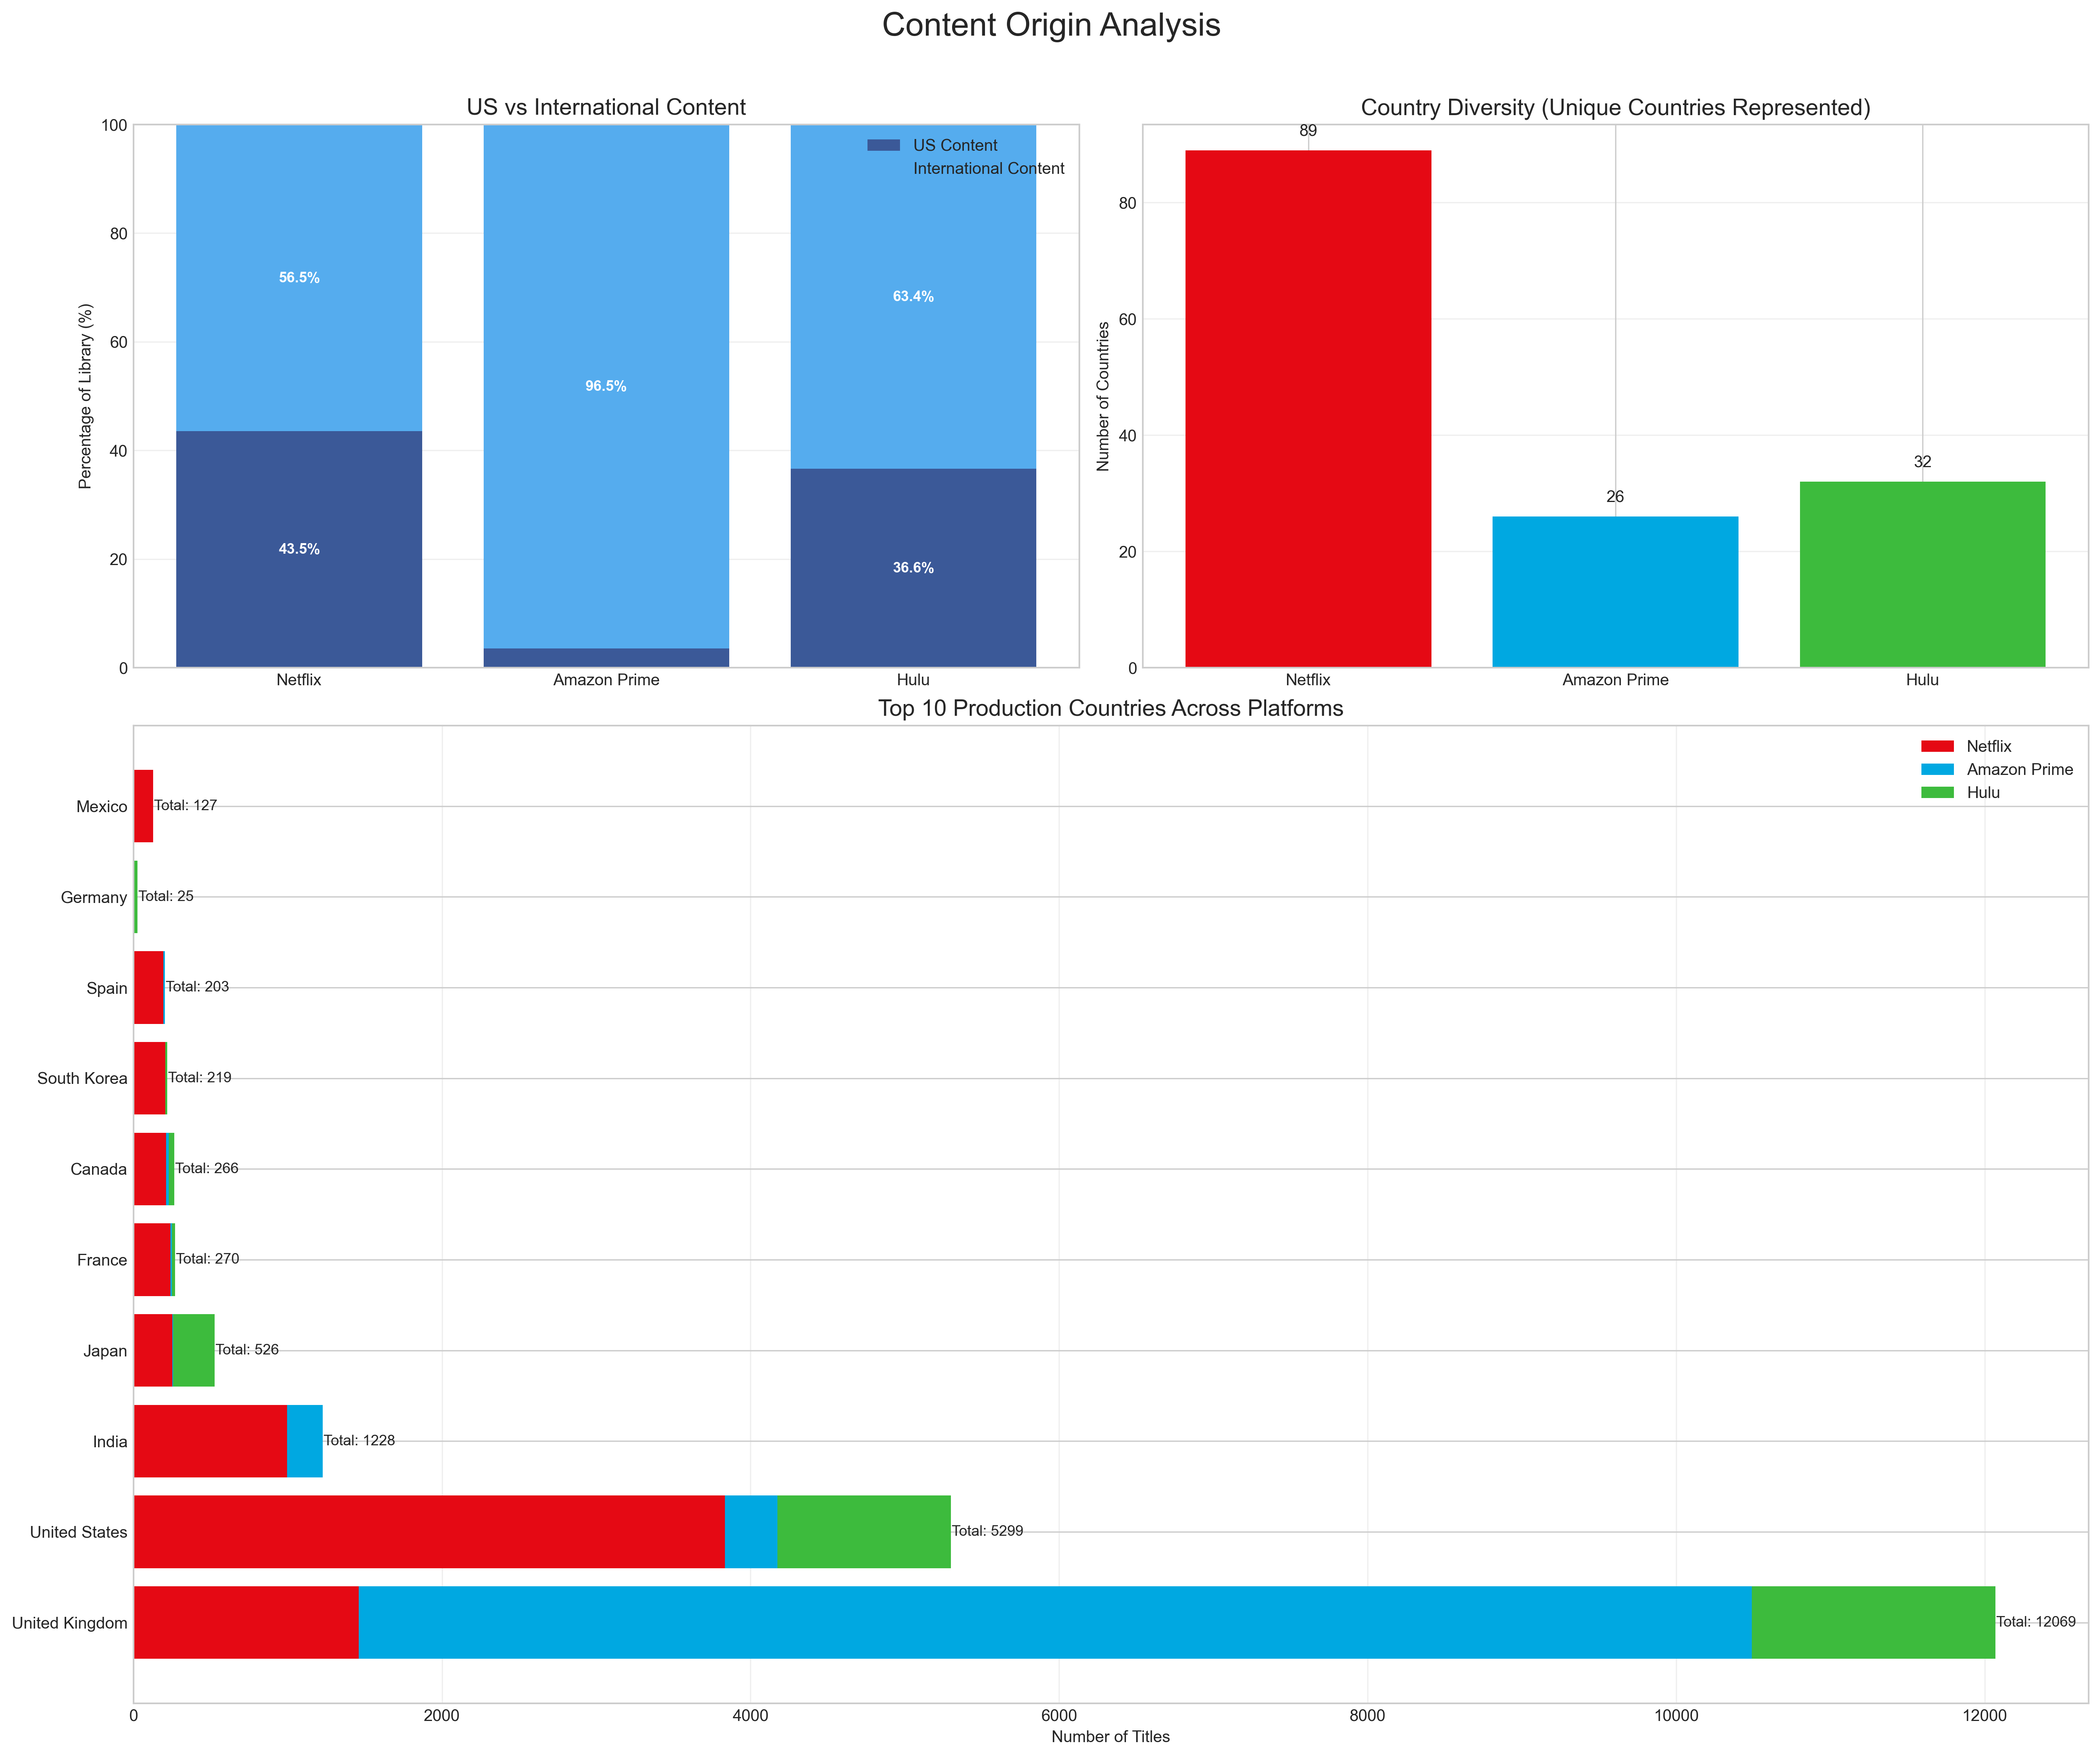 Content Origin Analysis
US vs International Content
Percentage of Library (%)
100
80
60
40
20
0
US Content
International Content
56.5%
43.5%
96.5%
63.4%
36.6%
Netflix
Amazon Prime
Hulu
Country Diversity (Unique Countries Represented)
Number of Countries
80
60
40
20
0
89
26
32
Netflix
Amazon Prime
Hulu
Top 10 Production Countries Across Platforms
Netflix
Amazon Prime
Hulu
Mexico
Total: 127
Germany
Total: 25
Spain
Total: 203
South Korea
Total: 219
Canada
Total: 266
France
Total: 270
Japan
Total: 526
India
Total: 1228
United States
Total: 5299
United Kingdom
Total: 12069
0
2000
4000
6000
8000
10000
12000
Number of Titles